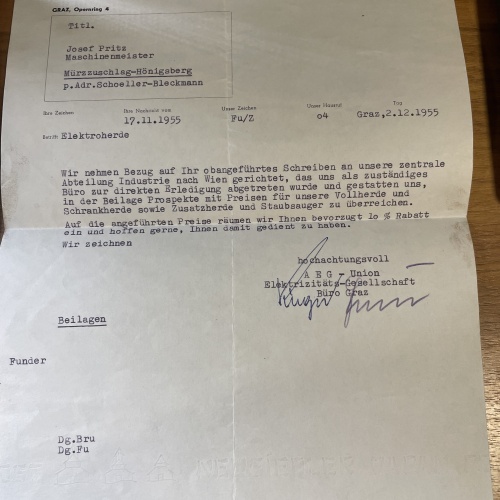 GRAZ, Opernring 4
Titl.
Josef Pritz
Maschinenmeister
Mürzzuschlag-Hönigsberg
p.Adr.Schoeller-Bleckmann
Ihre Zeichen
Ihre Nachricht vom
Unser Zeichen
Unser Hausruf
Tag
17.11.1955
Fu/Z
o4
Graz,2.12.1955
Betrifft Elektroherde
Wir nehmen Bezug auf Ihr obangeführtes Schreiben an unsere zentrale
Abteilung Industrie nach Wien gerichtet, das uns als zuständiges
Büro zur direkten Erledigung abgetreten wurde und gestatten uns,
in der Beilage Prospekte mit Preisen für unsere Vollherde und
Schrankherde sowie Zusatzherde und Staubsauger zu überreichen.
Auf die angeführten Preise räumen wir Ihnen bevorzugt lo % Rabatt
ein und hoffen gerne, Ihnen damit gedient zu haben.
Wir zeichnen
hochachtungsvoll
A E G - Union
Elektrizitäts-Gesellschaft
Büro Graz
Beilagen
Funder
Dg.Bru
Dg.Fu